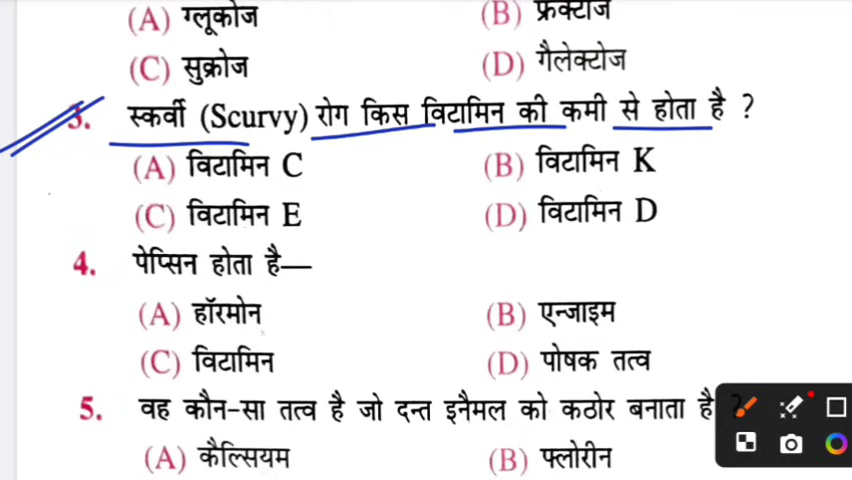 (A) ग्लूकोज (B) फ्रक्टोज
(C) सुक्रोज (D) गैलेक्टोज
3. स्कर्वी (Scurvy) रोग किस विटामिन की कमी से होता है ?
(A) विटामिन C (B) विटामिन K
(C) विटामिन E (D) विटामिन D
4. पेप्सिन होता है—
(A) हॉरमोन (B) एन्जाइम
(C) विटामिन (D) पोषक तत्व
5. वह कौन-सा तत्व है जो दन्त इनैमल को कठोर बनाता है ?
(A) कैल्सियम (B) फ्लोरीन